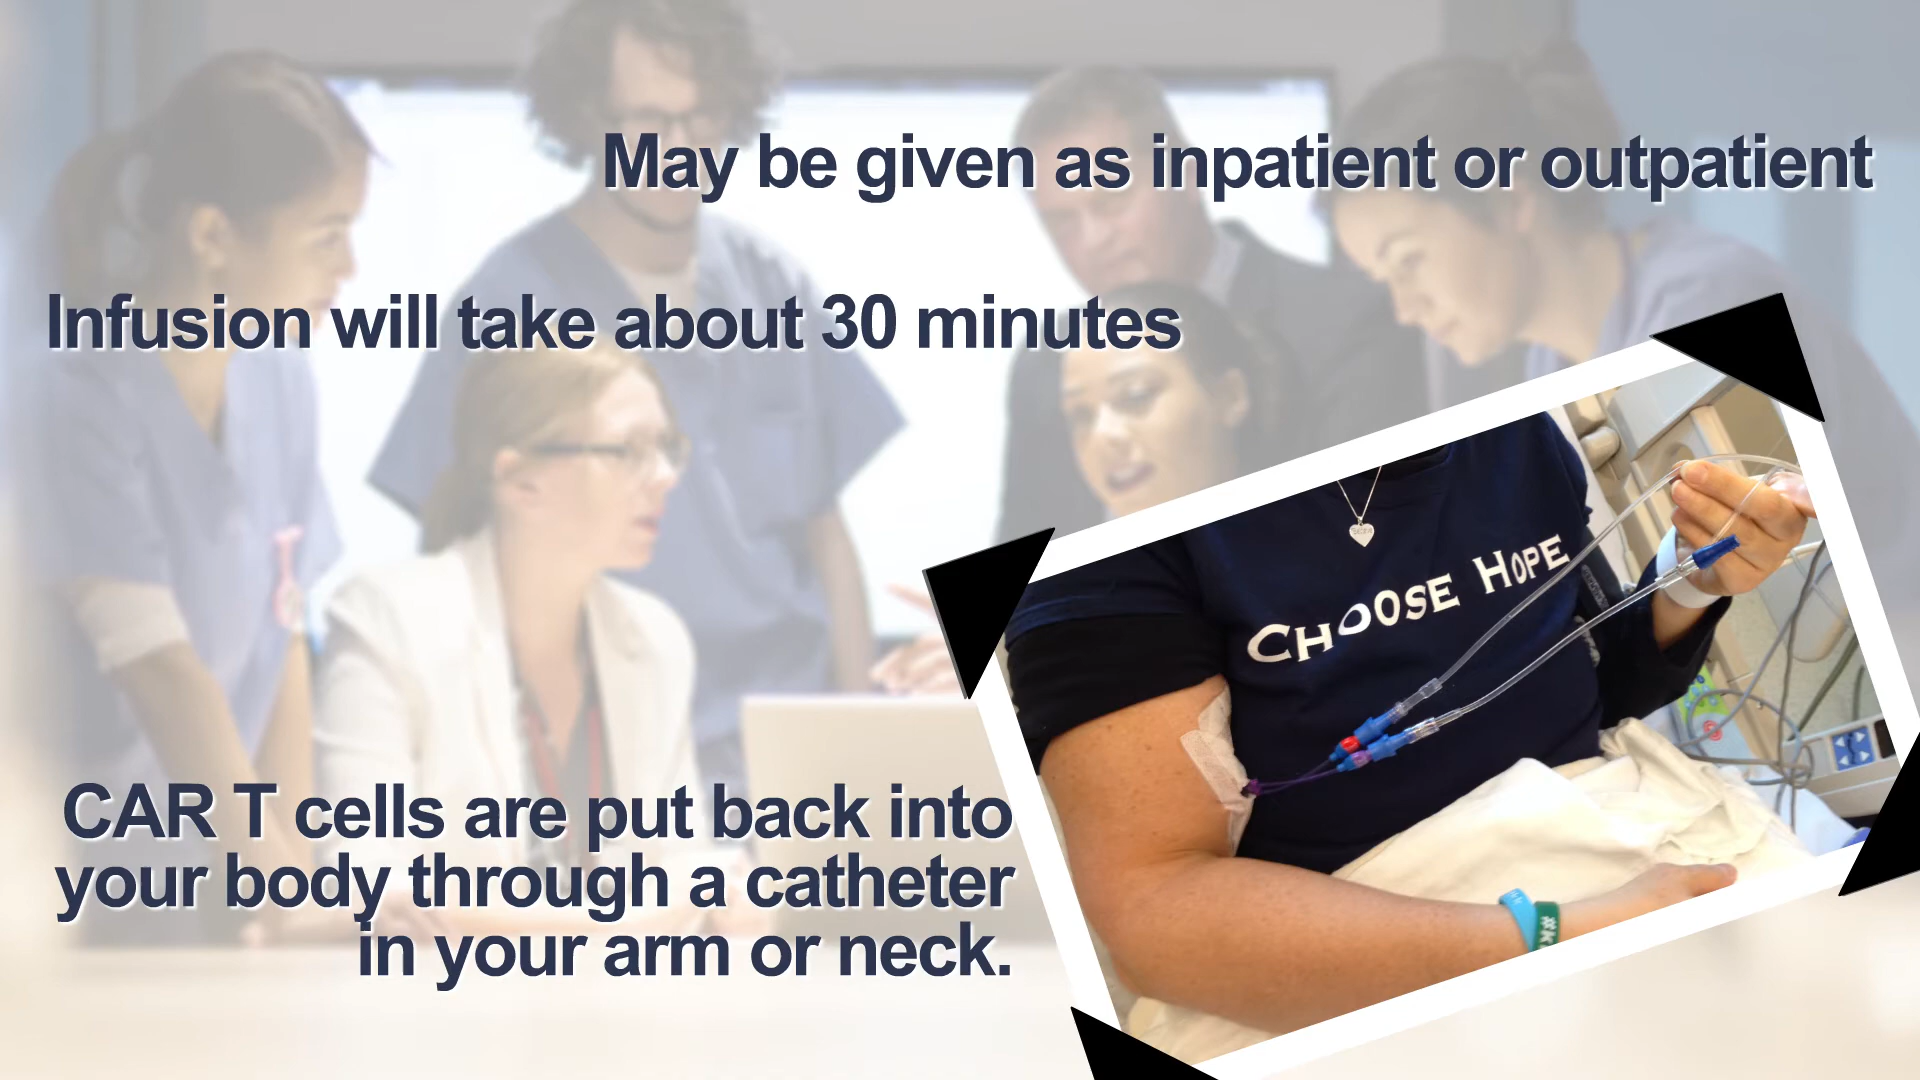 May be given as inpatient or outpatient
Infusion will take about 30 minutes
CHOOSE HOPE
CAR T cells are put back into
your body through a catheter
in your arm or neck.